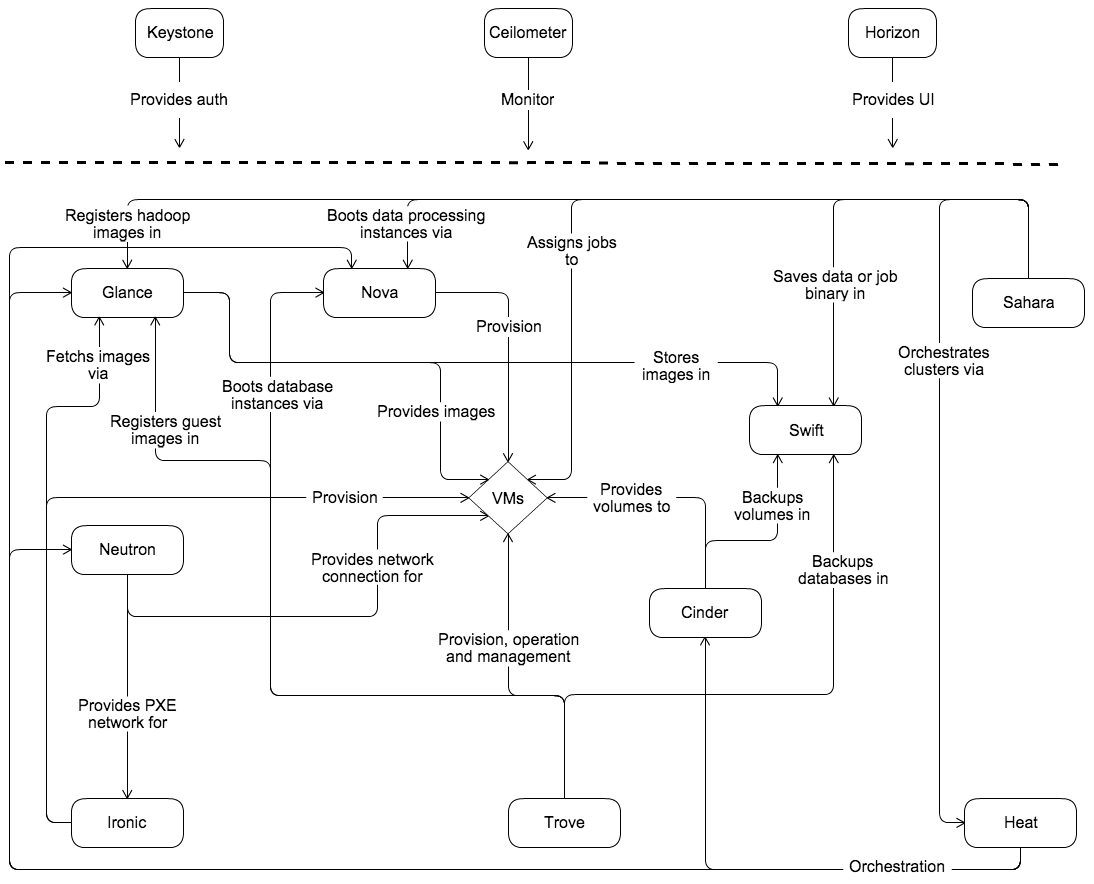 Keystone
Ceilometer
Horizon
Provides auth
Monitor
Provides UI
Registers hadoop
images in
Boots data processing
instances via
Assigns jobs
to
Saves data or job
binary in
Glance
Nova
Sahara
Provision
Fetchs images
via
Stores
images in
Orchestrates
clusters via
Boots database
instances via
Provides images
Registers guest
images in
Swift
Provision
VMs
Provides
volumes to
Backups
volumes in
Neutron
Provides network
connection for
Backups
databases in
Cinder
Provision, operation
and management
Provides PXE
network for
Ironic
Trove
Heat
Orchestration